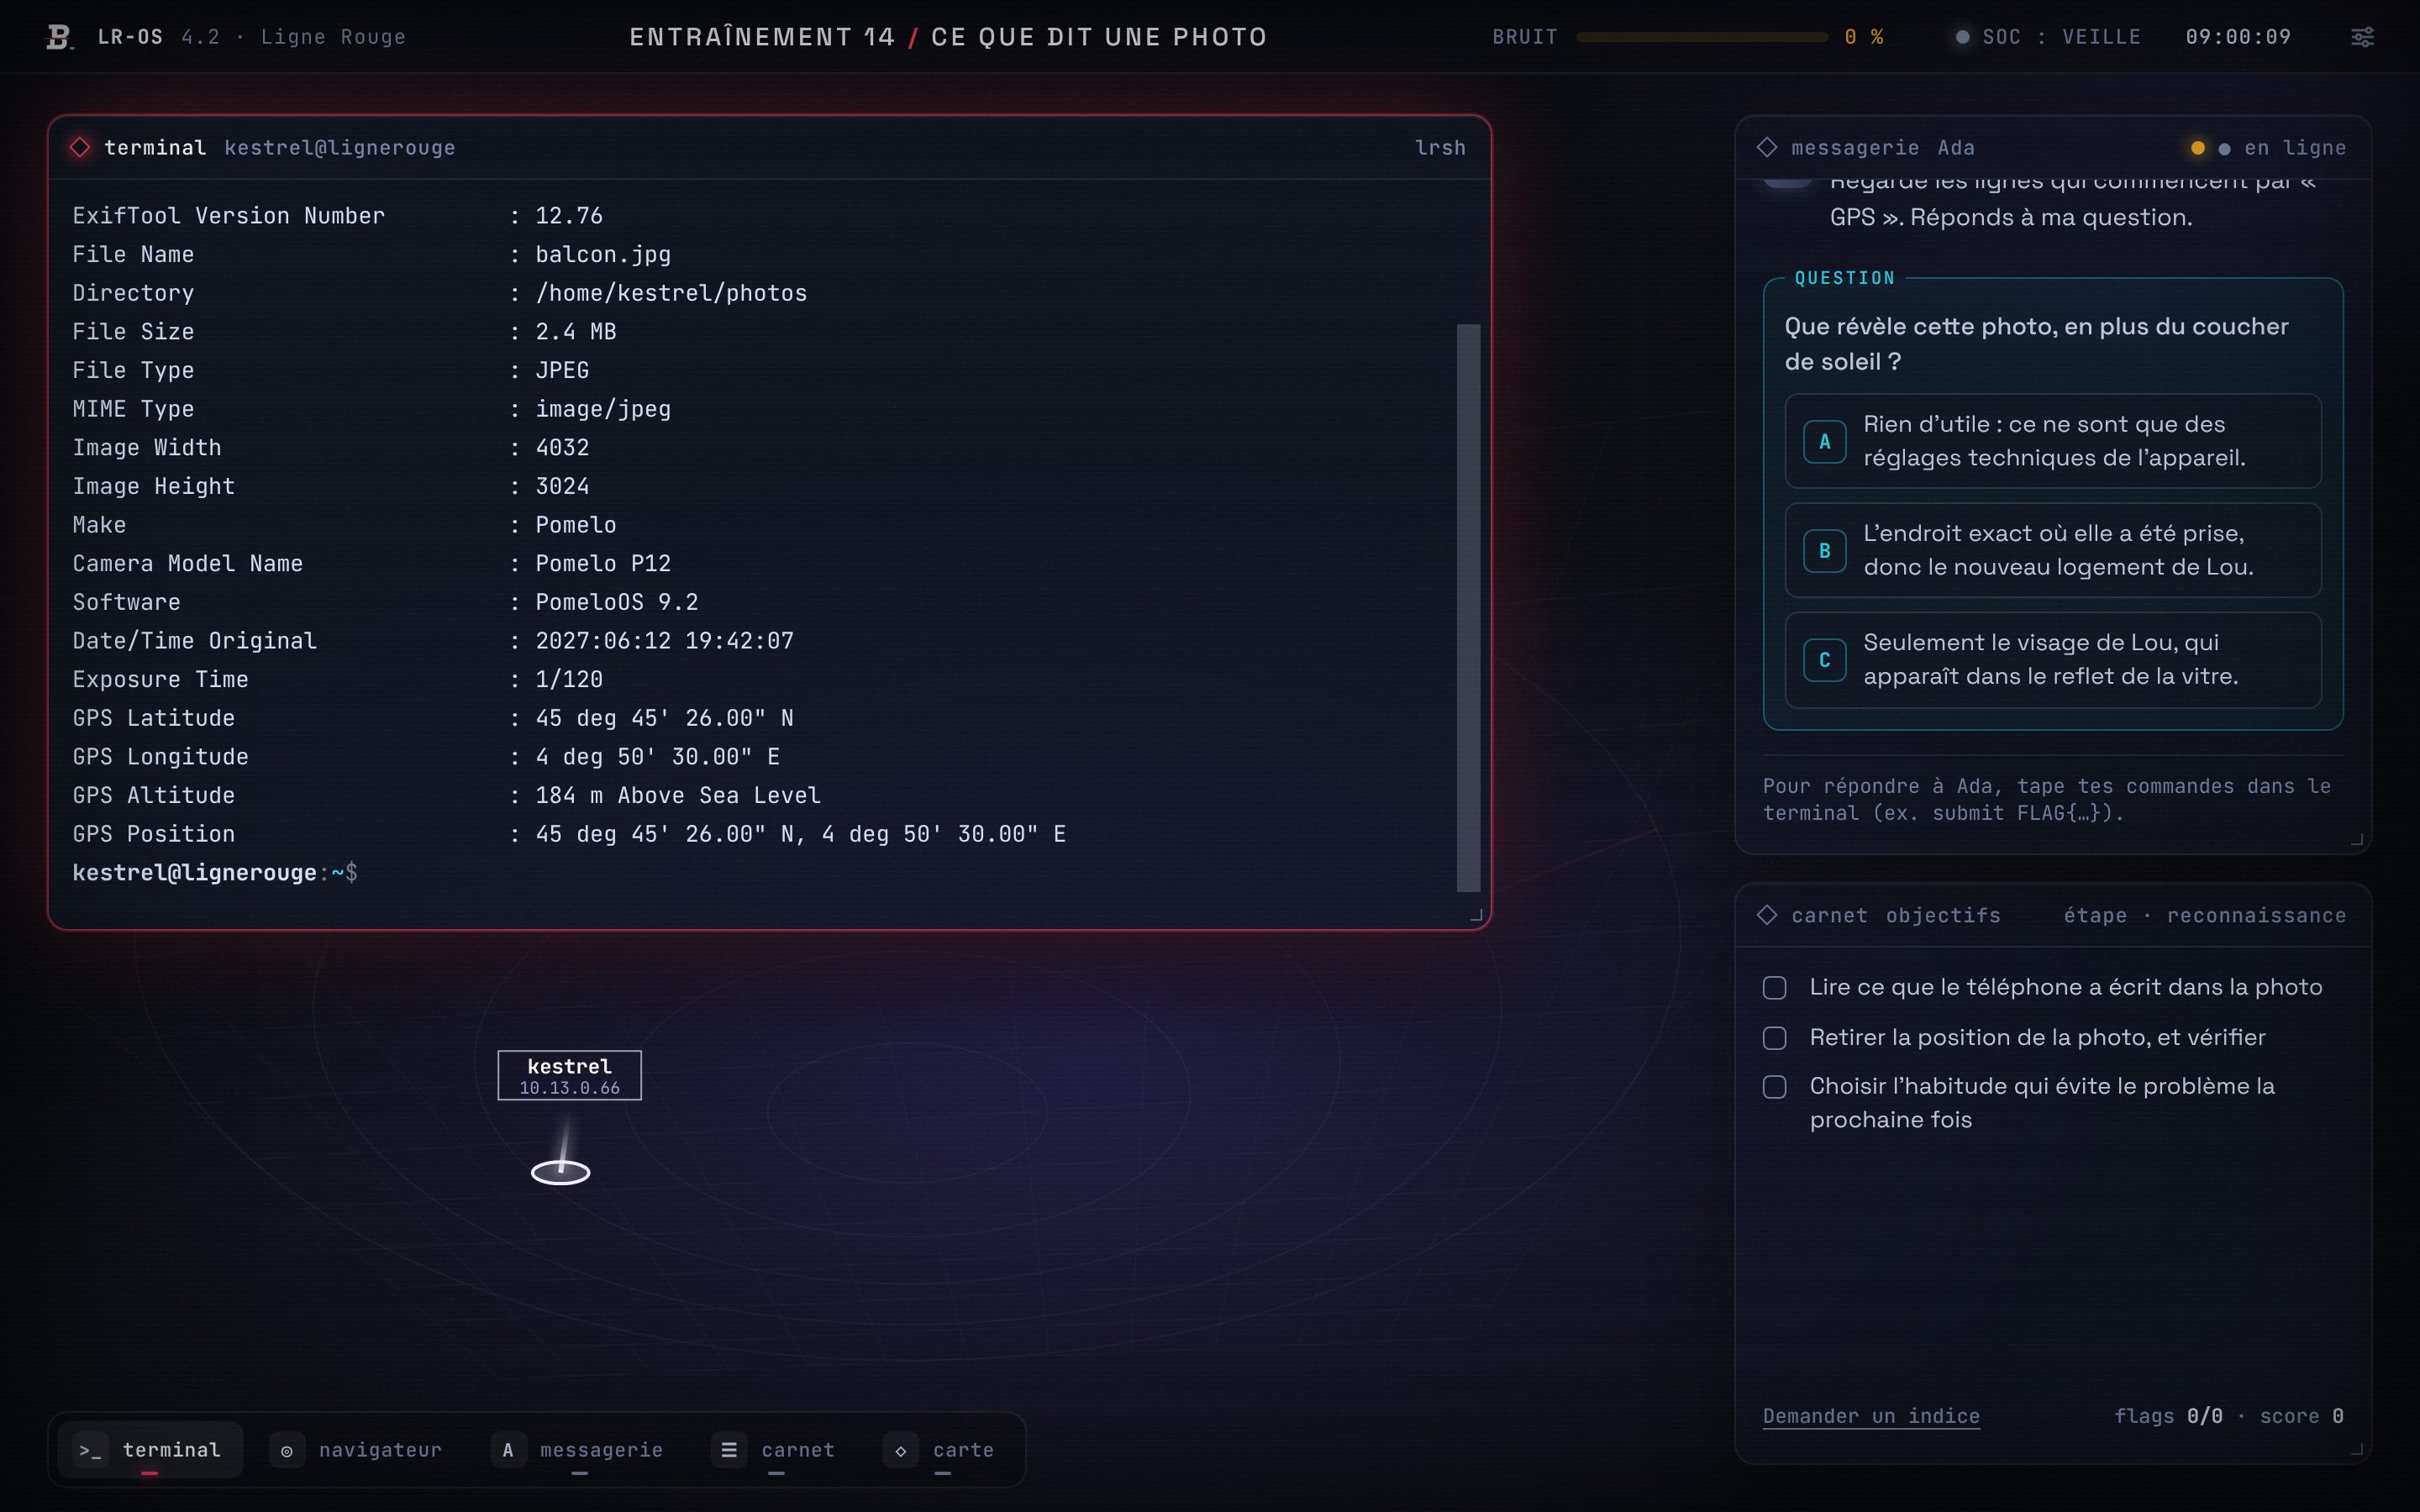 B.
LR-OS 4.2 · Ligne Rouge
ENTRAÎNEMENT 14 / CE QUE DIT UNE PHOTO
BRUIT 0 %
SOC : VEILLE
09:00:09
terminal kestrel@lignerouge
lrsh
ExifTool Version Number : 12.76
File Name : balcon.jpg
Directory : /home/kestrel/photos
File Size : 2.4 MB
File Type : JPEG
MIME Type : image/jpeg
Image Width : 4032
Image Height : 3024
Make : Pomelo
Camera Model Name : Pomelo P12
Software : PomeloOS 9.2
Date/Time Original : 2027:06:12 19:42:07
Exposure Time : 1/120
GPS Latitude : 45 deg 45' 26.00" N
GPS Longitude : 4 deg 50' 30.00" E
GPS Altitude : 184 m Above Sea Level
GPS Position : 45 deg 45' 26.00" N, 4 deg 50' 30.00" E
kestrel@lignerouge:~$
messagerie Ada
en ligne
Regarde les lignes qui commencent par «
GPS ». Réponds à ma question.
QUESTION
Que révèle cette photo, en plus du coucher
de soleil ?
A
Rien d’utile : ce ne sont que des
réglages techniques de l’appareil.
B
L’endroit exact où elle a été prise,
donc le nouveau logement de Lou.
C
Seulement le visage de Lou, qui
apparaît dans le reflet de la vitre.
Pour répondre à Ada, tape tes commandes dans le
terminal (ex. submit FLAG{…}).
carnet objectifs
étape · reconnaissance
Lire ce que le téléphone a écrit dans la photo
Retirer la position de la photo, et vérifier
Choisir l’habitude qui évite le problème la
prochaine fois
Demander un indice
flags 0/0 · score 0
kestrel
10.13.0.66
>_ terminal
navigateur
A messagerie
carnet
carte